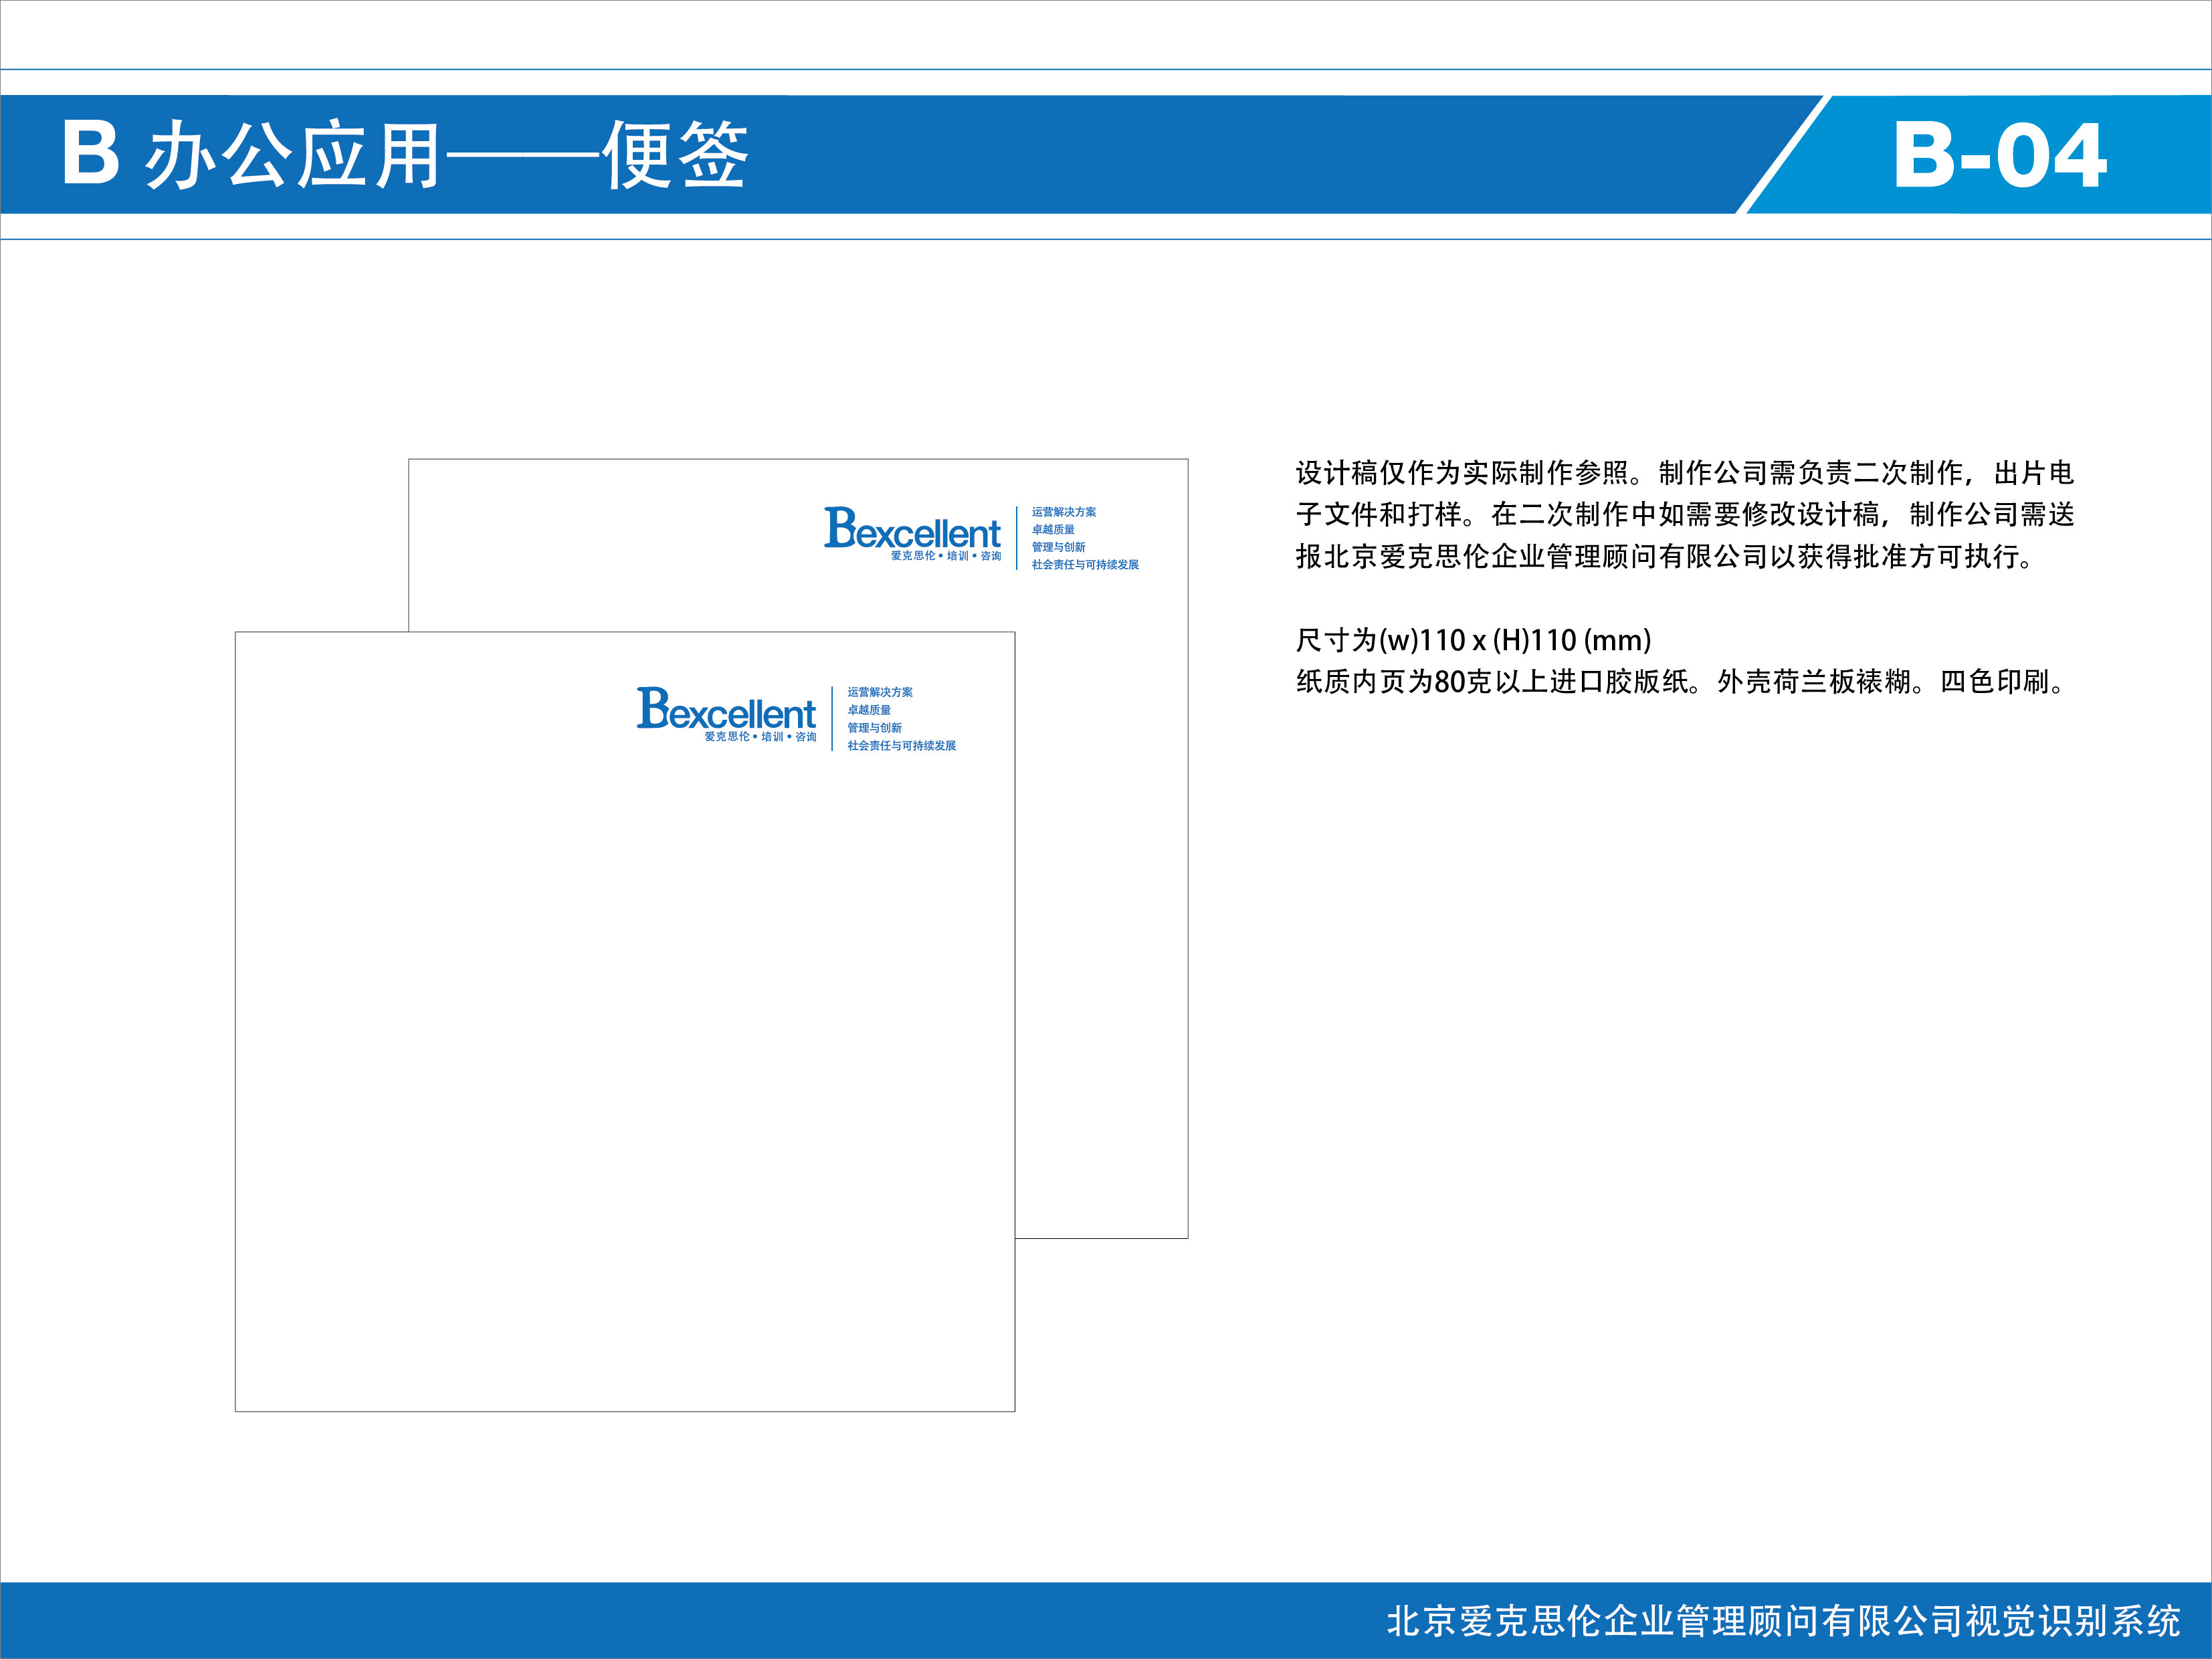 B 办公应用——便签
B-04
Bexcellent
爱克思伦•培训•咨询
运营解决方案
卓越质量
管理与创新
社会责任与可持续发展
Bexcellent
爱克思伦•培训•咨询
运营解决方案
卓越质量
管理与创新
社会责任与可持续发展
设计稿仅作为实际制作参照。制作公司需负责二次制作，出片电
子文件和打样。在二次制作中如需要修改设计稿，制作公司需送
报北京爱克思伦企业管理顾问有限公司以获得批准方可执行。
尺寸为(w)110 x (H)110 (mm)
纸质内页为80克以上进口胶版纸。外壳荷兰板裱糊。四色印刷。
北京爱克思伦企业管理顾问有限公司视觉识别系统